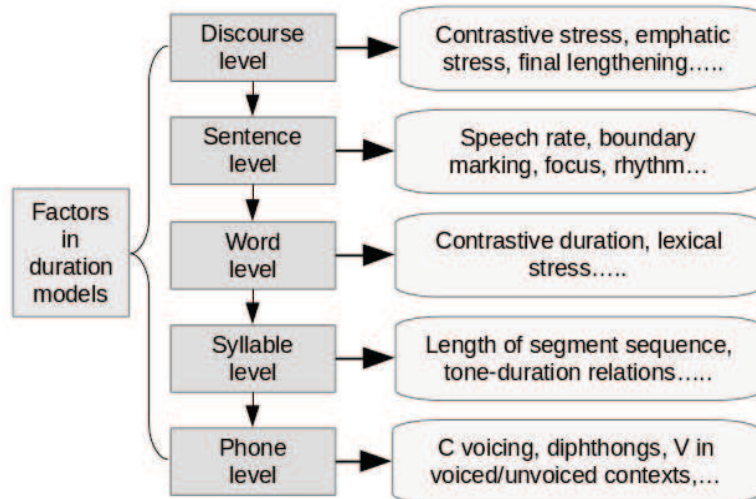 Factors
in
duration
models
Discourse
level
Contrastive stress, emphatic
stress, final lengthening…..
Sentence
level
Speech rate, boundary
marking, focus, rhythm…
Word
level
Contrastive duration, lexical
stress…..
Syllable
level
Length of segment sequence,
tone-duration relations…..
Phone
level
C voicing, diphthongs, V in
voiced/unvoiced contexts,…